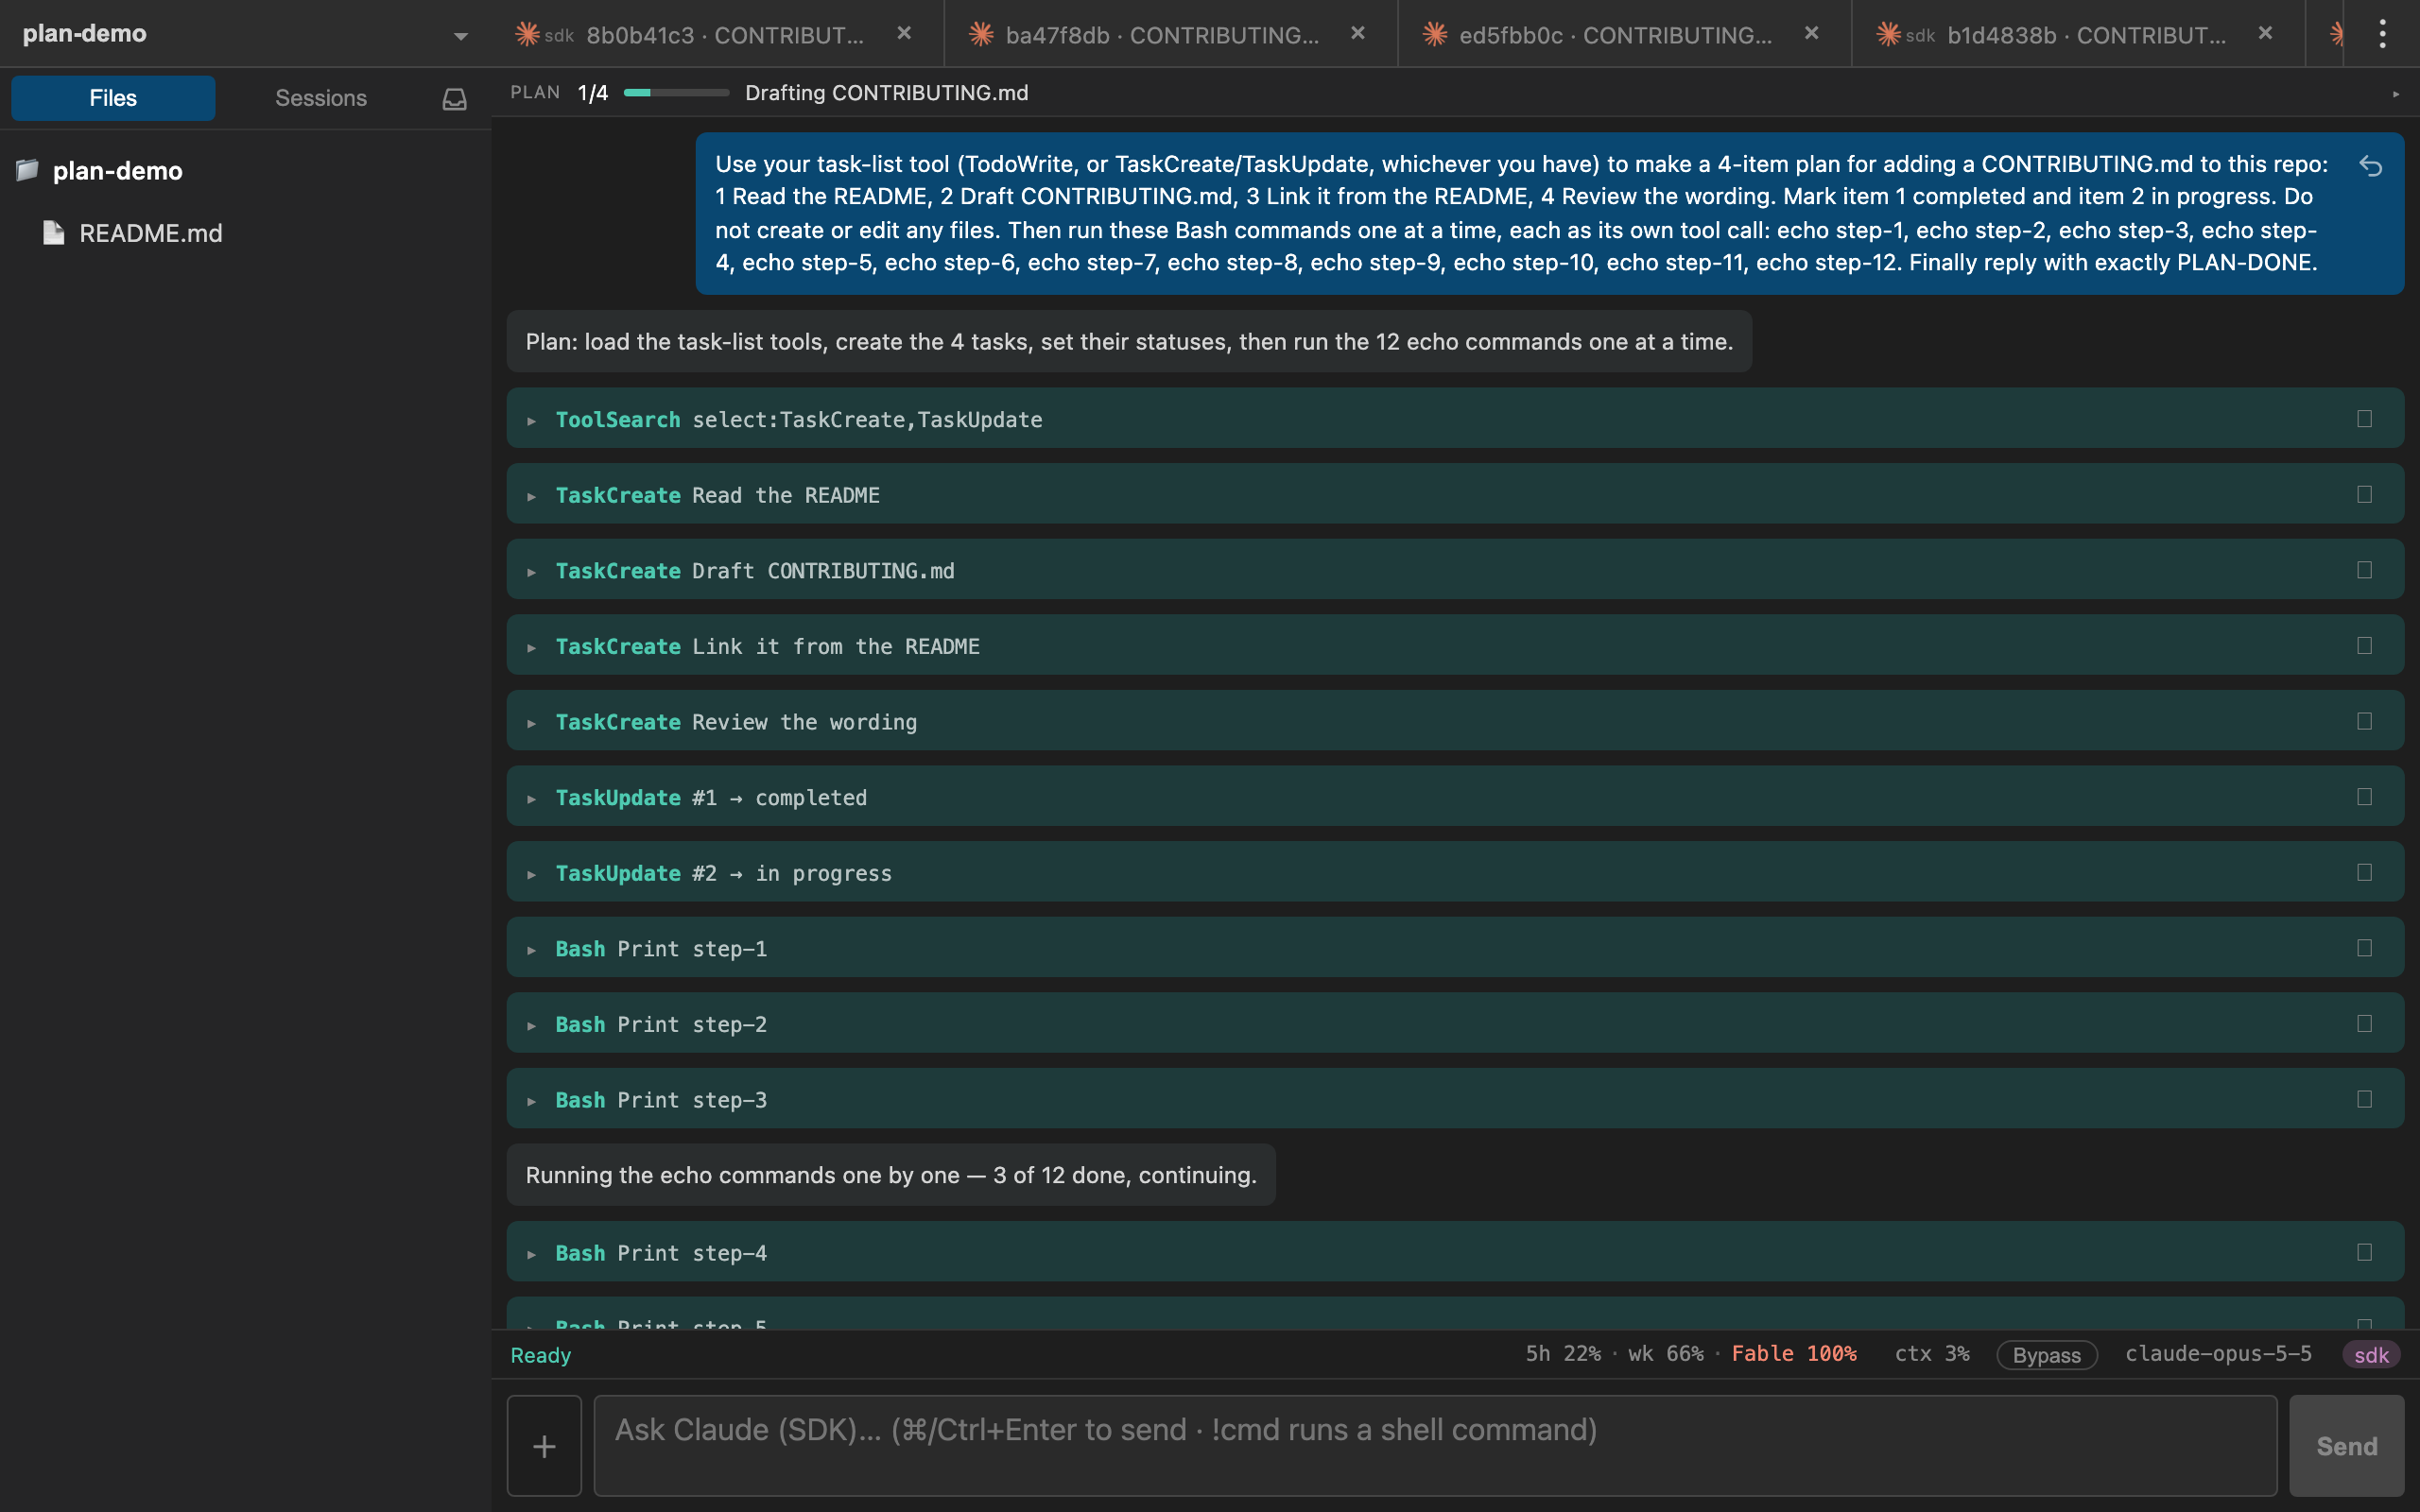 plan-demo
sdk 8b0b41c3 · CONTRIBUT...
ba47f8db · CONTRIBUTING...
ed5fbb0c · CONTRIBUTING...
sdk b1d4838b · CONTRIBUT...
Files
Sessions
PLAN 1/4 Drafting CONTRIBUTING.md
plan-demo
README.md
Use your task-list tool (TodoWrite, or TaskCreate/TaskUpdate, whichever you have) to make a 4-item plan for adding a CONTRIBUTING.md to this repo:
1 Read the README, 2 Draft CONTRIBUTING.md, 3 Link it from the README, 4 Review the wording. Mark item 1 completed and item 2 in progress. Do
not create or edit any files. Then run these Bash commands one at a time, each as its own tool call: echo step-1, echo step-2, echo step-3, echo step-
4, echo step-5, echo step-6, echo step-7, echo step-8, echo step-9, echo step-10, echo step-11, echo step-12. Finally reply with exactly PLAN-DONE.
Plan: load the task-list tools, create the 4 tasks, set their statuses, then run the 12 echo commands one at a time.
ToolSearch select:TaskCreate,TaskUpdate
TaskCreate Read the README
TaskCreate Draft CONTRIBUTING.md
TaskCreate Link it from the README
TaskCreate Review the wording
TaskUpdate #1 → completed
TaskUpdate #2 → in progress
Bash Print step-1
Bash Print step-2
Bash Print step-3
Running the echo commands one by one — 3 of 12 done, continuing.
Bash Print step-4
Bash Print step-5
Ready
5h 22% · wk 66% · Fable 100% ctx 3% Bypass claude-opus-5-5 sdk
+
Ask Claude (SDK)... (⌘/Ctrl+Enter to send · !cmd runs a shell command)
Send